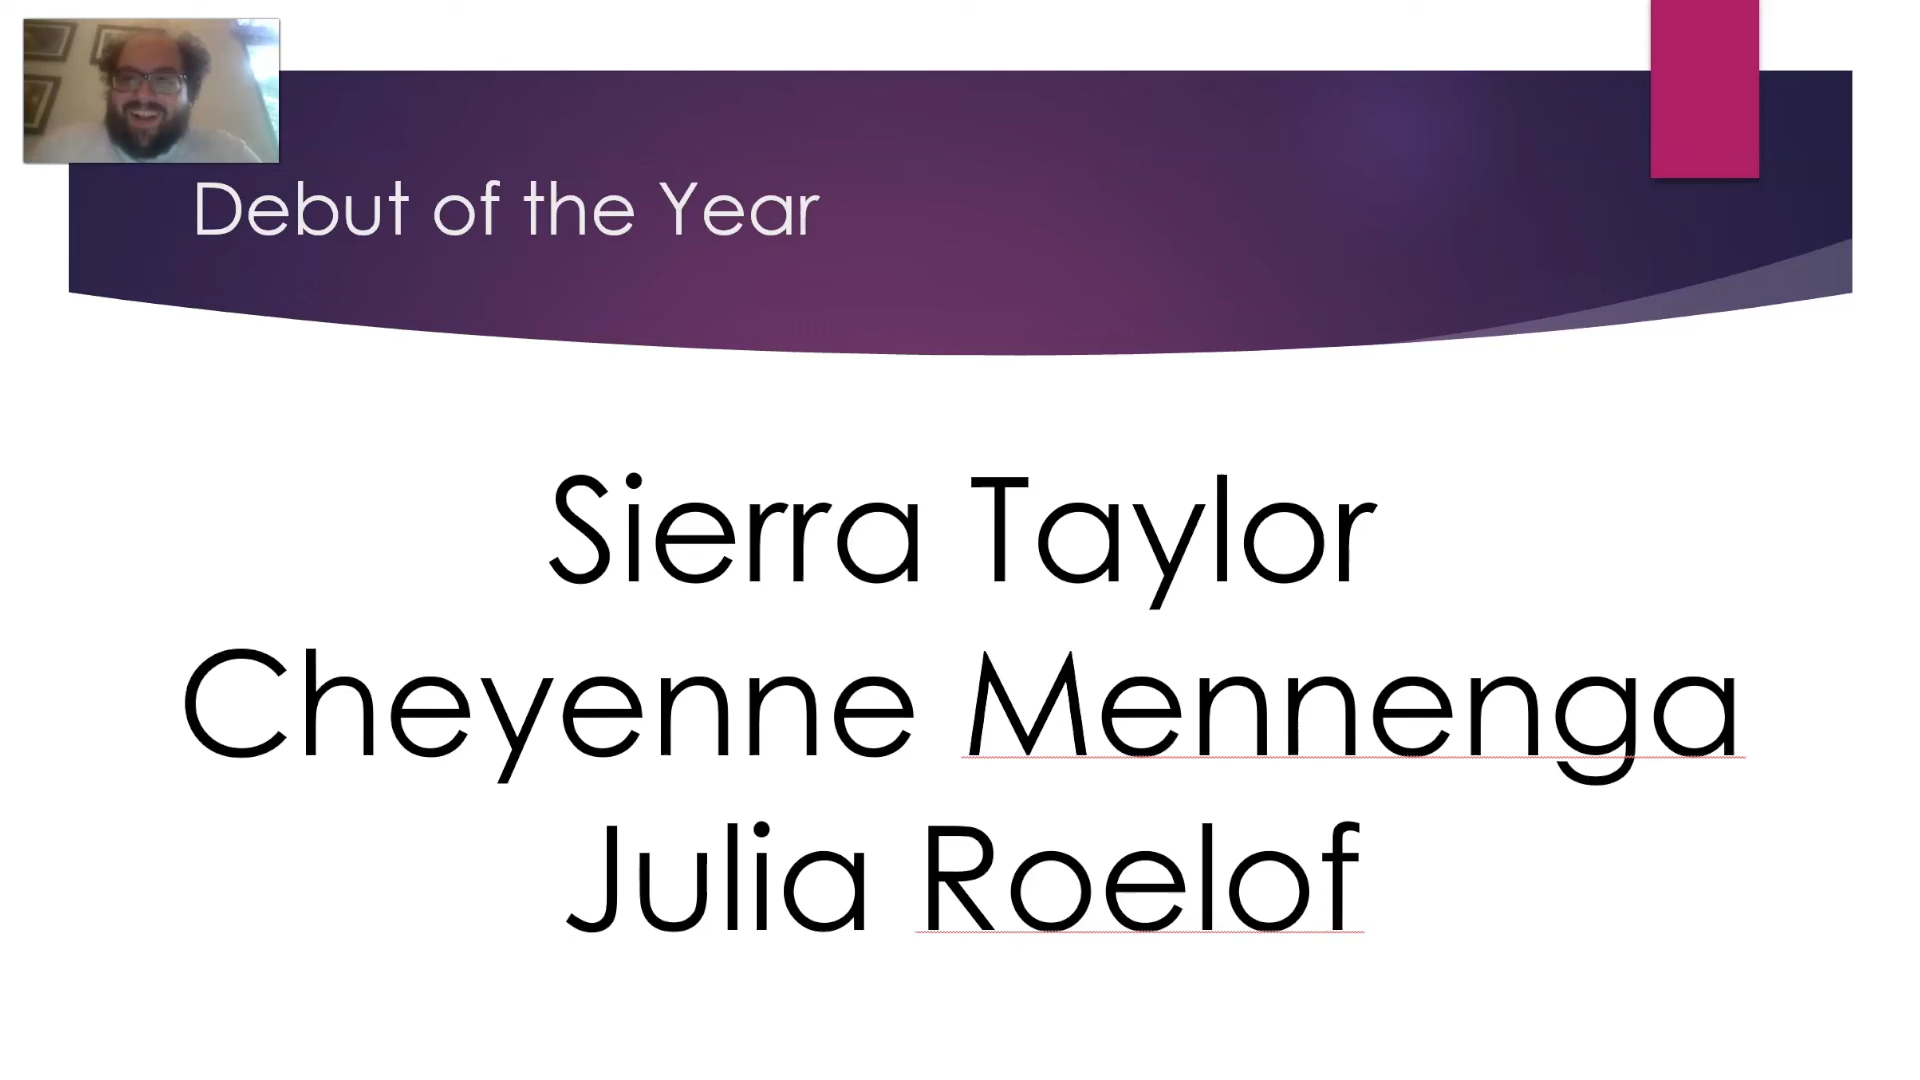 Debut of the Year
Sierra Taylor
Cheyenne Mennenga
Julia Roelof